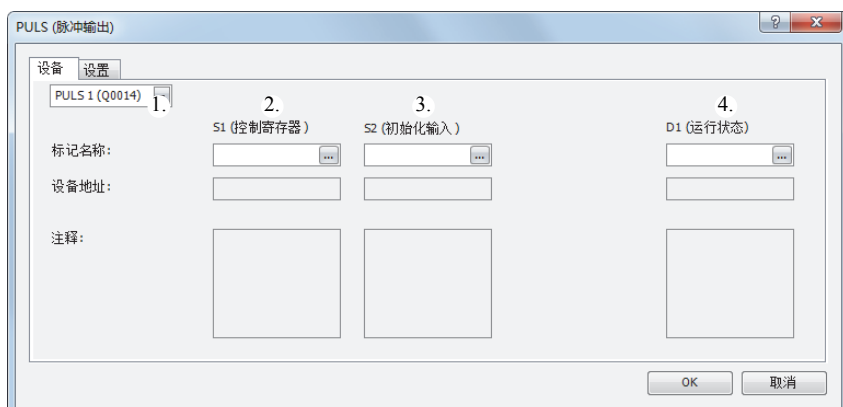 PULS (脉冲输出)
设备 设置
PULS 1 (Q0014) 1.
2. 3. 4.
S1 (控制寄存器) S2 (初始化输入) D1 (运行状态)
标记名称: ... ... ...
设备地址:
注释:
OK 取消